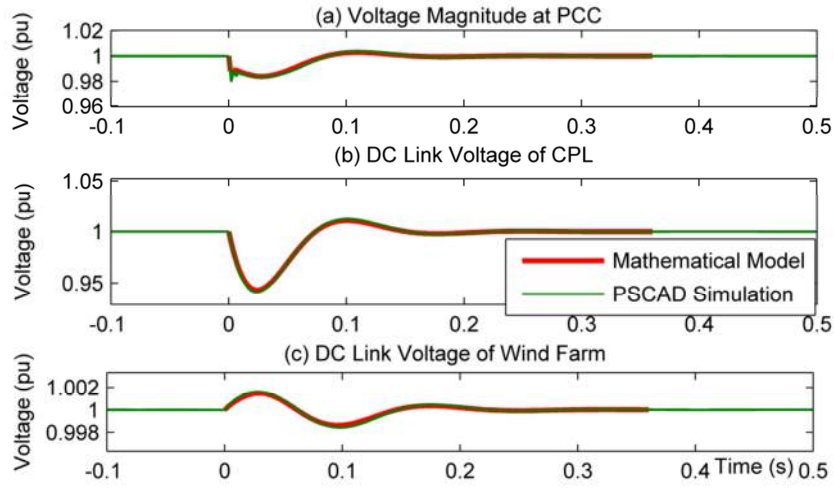 (a) Voltage Magnitude at PCC
Voltage (pu)
1.02
1
0.98
0.96
-0.1 0 0.1 0.2 0.3 0.4 0.5
(b) DC Link Voltage of CPL
Voltage (pu)
1.05
1
0.95
Mathematical Model
PSCAD Simulation
-0.1 0 0.1 0.2 0.3 0.4 0.5
(c) DC Link Voltage of Wind Farm
Voltage (pu)
1.002
1
0.998
-0.1 0 0.1 0.2 0.3 0.4 Time (s) 0.5